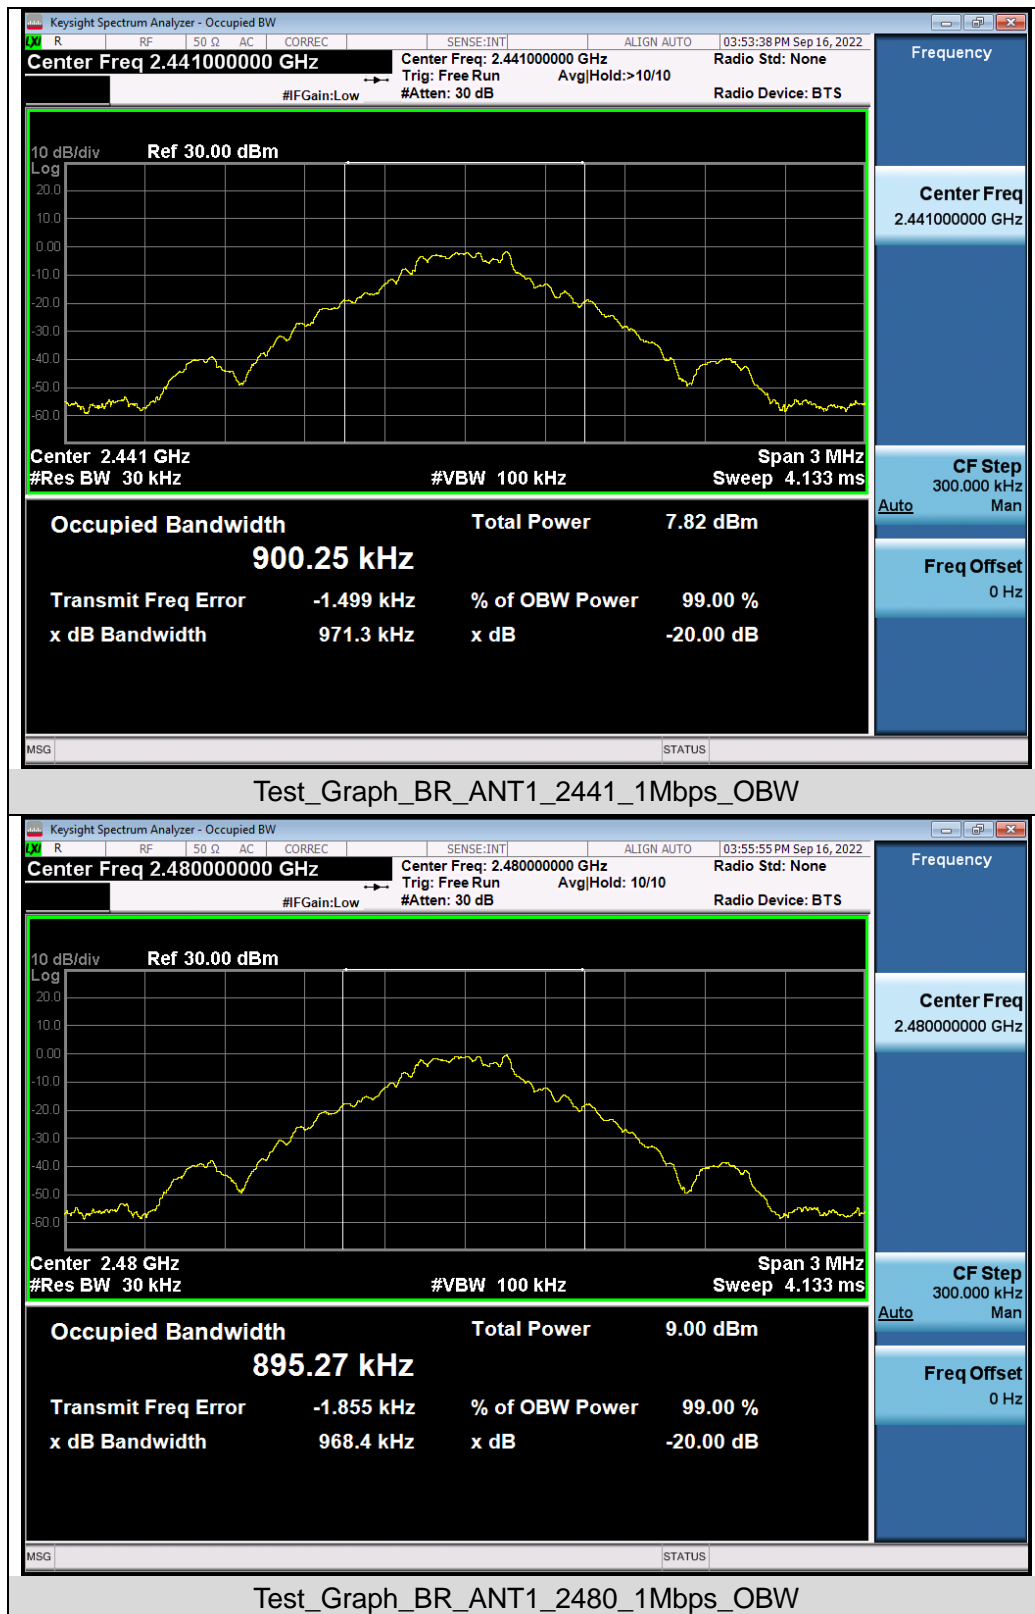 Keysight Spectrum Analyzer - Occupied BW
LXI R RF 50 Ω AC CORREC SENSE:INT ALIGN AUTO 03:53:38 PM Sep 16, 2022
Center Freq 2.441000000 GHz Center Freq: 2.441000000 GHz Radio Std: None Frequency
Trig: Free Run Avg|Hold:>10/10
#IFGain:Low #Atten: 30 dB Radio Device: BTS
10 dB/div Ref 30.00 dBm
Log
20.0
10.0
0.00
-10.0
-20.0
-30.0
-40.0
-50.0
-60.0
Center 2.441 GHz Span 3 MHz
#Res BW 30 kHz #VBW 100 kHz Sweep 4.133 ms
Center Freq
2.441000000 GHz
CF Step
300.000 kHz
Auto Man
Freq Offset
0 Hz
Occupied Bandwidth Total Power 7.82 dBm
900.25 kHz
Transmit Freq Error -1.499 kHz % of OBW Power 99.00 %
x dB Bandwidth 971.3 kHz x dB -20.00 dB
MSG STATUS
Test_Graph_BR_ANT1_2441_1Mbps_OBW
Keysight Spectrum Analyzer - Occupied BW
LXI R RF 50 Ω AC CORREC SENSE:INT ALIGN AUTO 03:55:55 PM Sep 16, 2022
Center Freq 2.480000000 GHz Center Freq: 2.480000000 GHz Radio Std: None Frequency
Trig: Free Run Avg|Hold: 10/10
#IFGain:Low #Atten: 30 dB Radio Device: BTS
10 dB/div Ref 30.00 dBm
Log
20.0
10.0
0.00
-10.0
-20.0
-30.0
-40.0
-50.0
-60.0
Center 2.48 GHz Span 3 MHz
#Res BW 30 kHz #VBW 100 kHz Sweep 4.133 ms
Center Freq
2.480000000 GHz
CF Step
300.000 kHz
Auto Man
Freq Offset
0 Hz
Occupied Bandwidth Total Power 9.00 dBm
895.27 kHz
Transmit Freq Error -1.855 kHz % of OBW Power 99.00 %
x dB Bandwidth 968.4 kHz x dB -20.00 dB
MSG STATUS
Test_Graph_BR_ANT1_2480_1Mbps_OBW